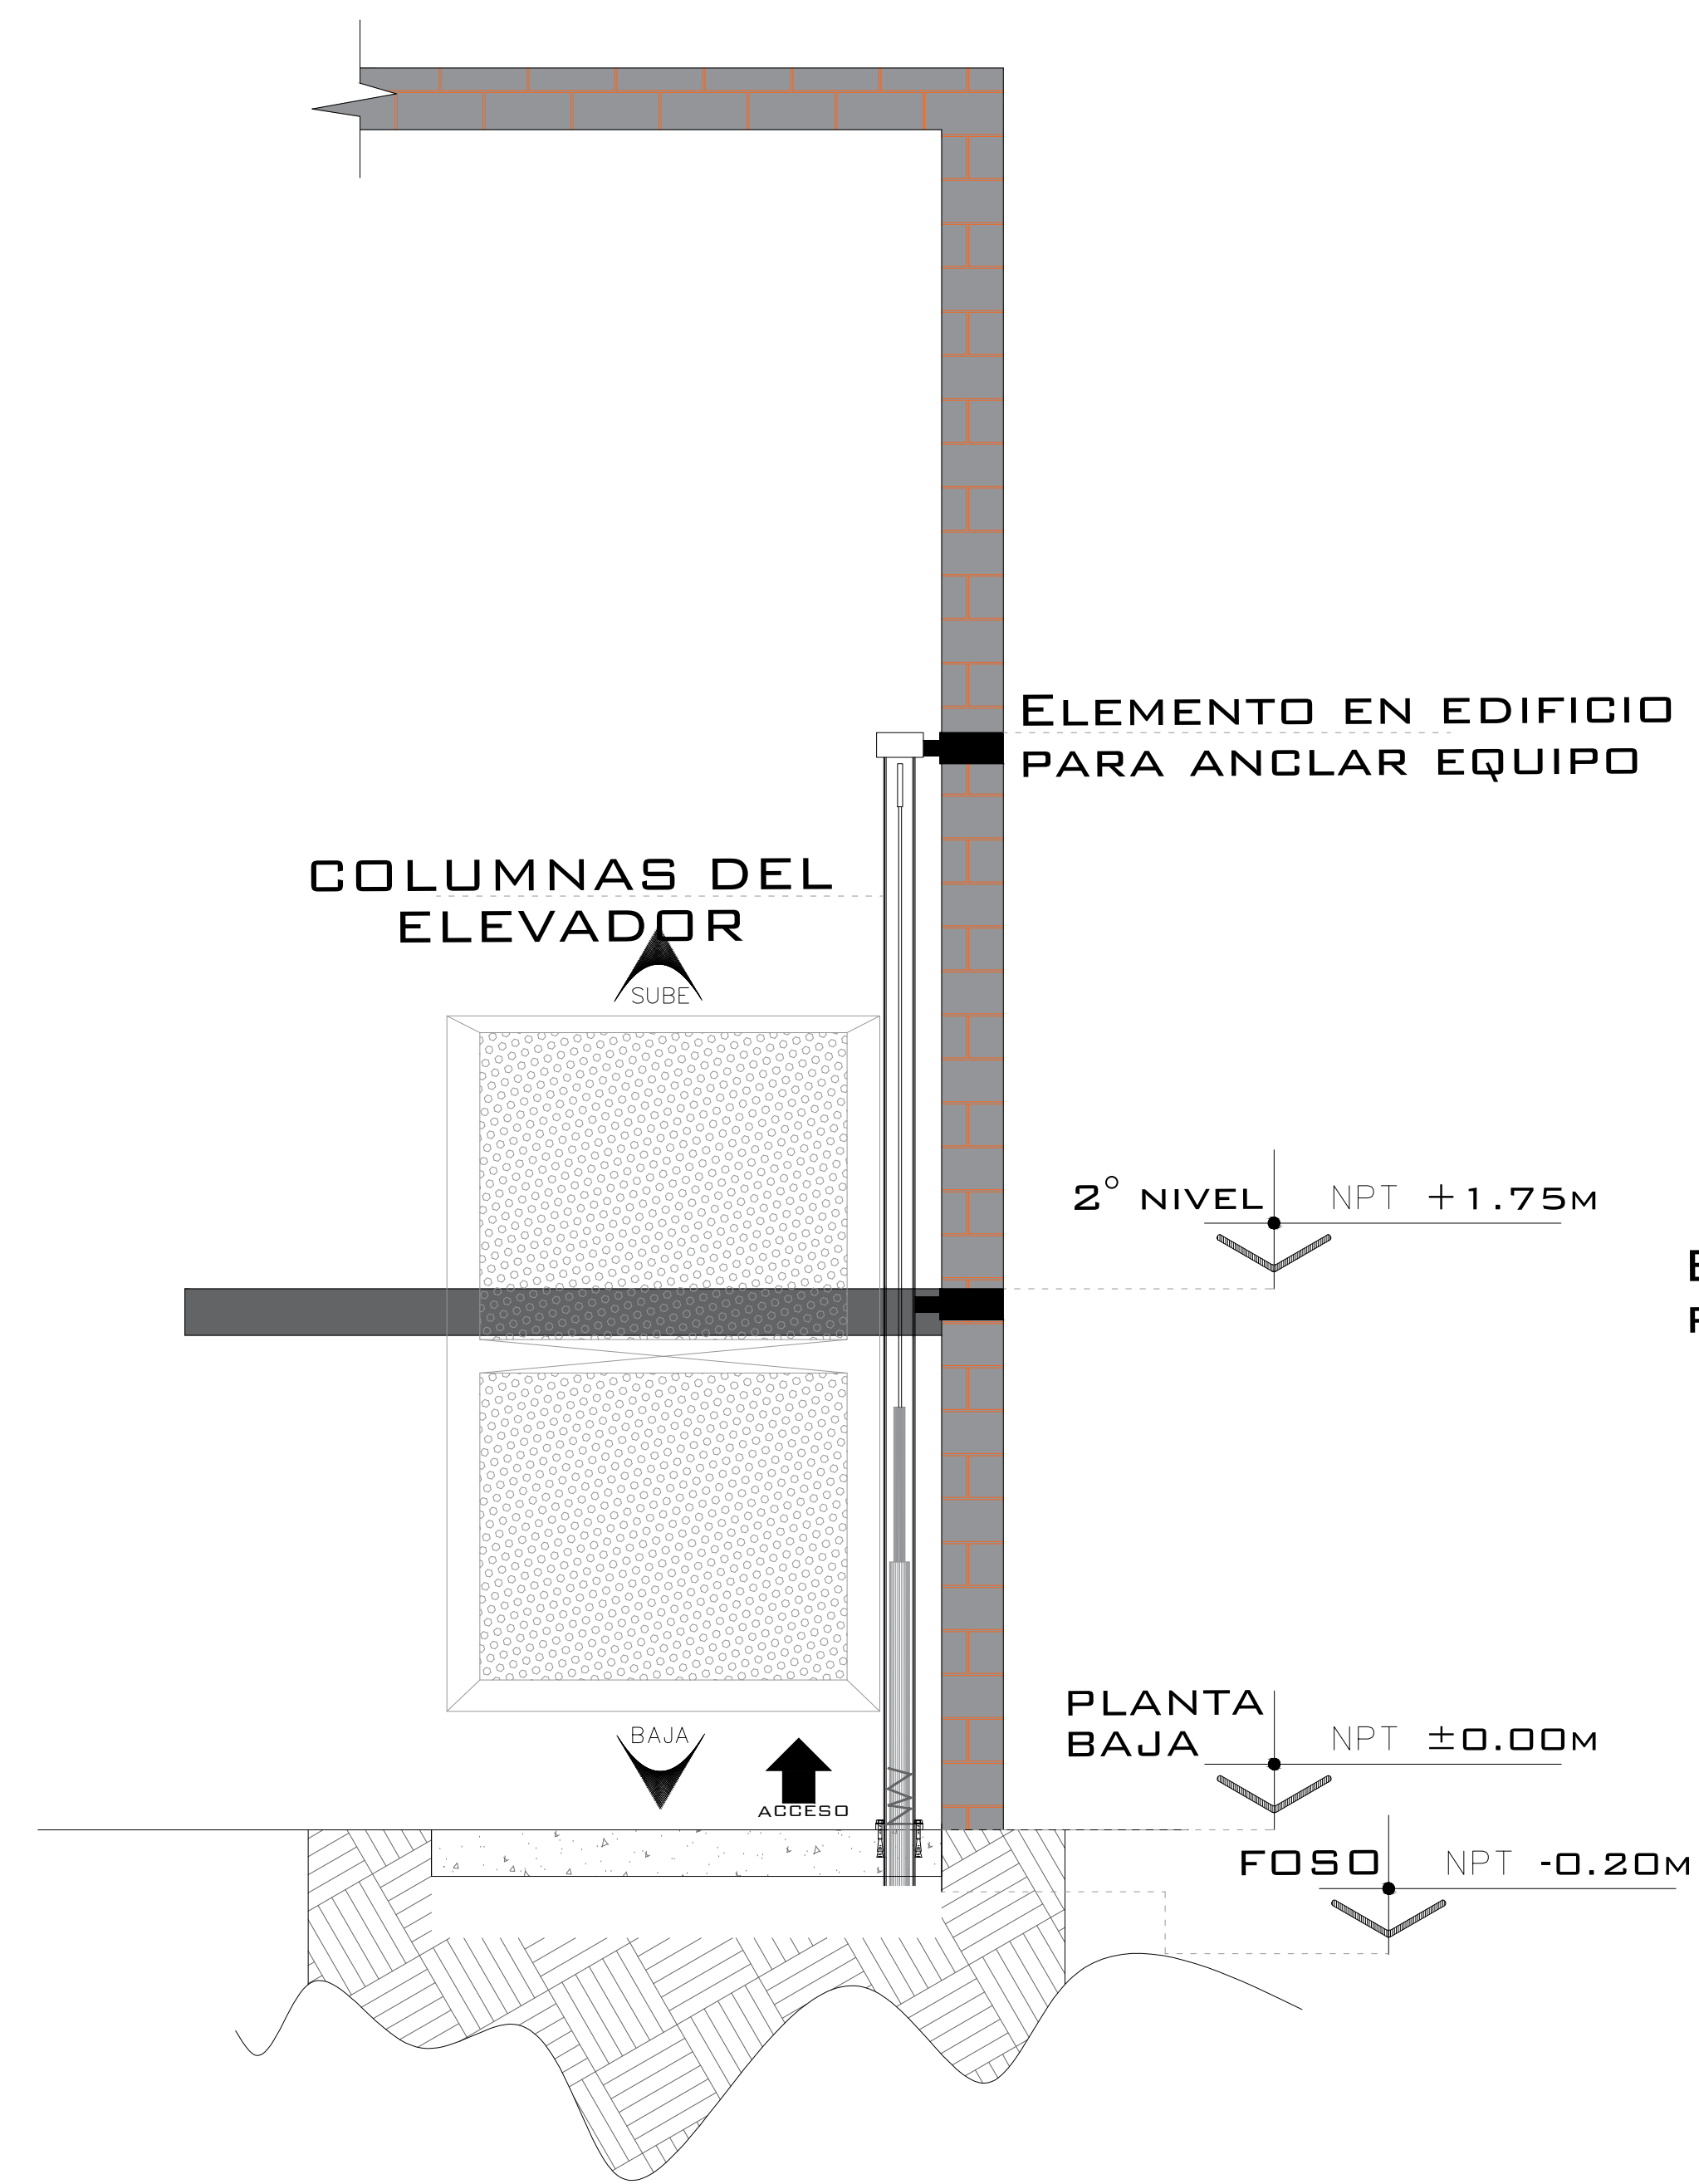 ELEMENTO EN EDIFICIO
PARA ANCLAR EQUIPO
COLUMNAS DEL
ELEVADOR
SUBE
2° NIVEL NPT +1.75M
PLANTA
BAJA NPT ±0.00M
BAJA
ACCESO
FOSO NPT -0.20M